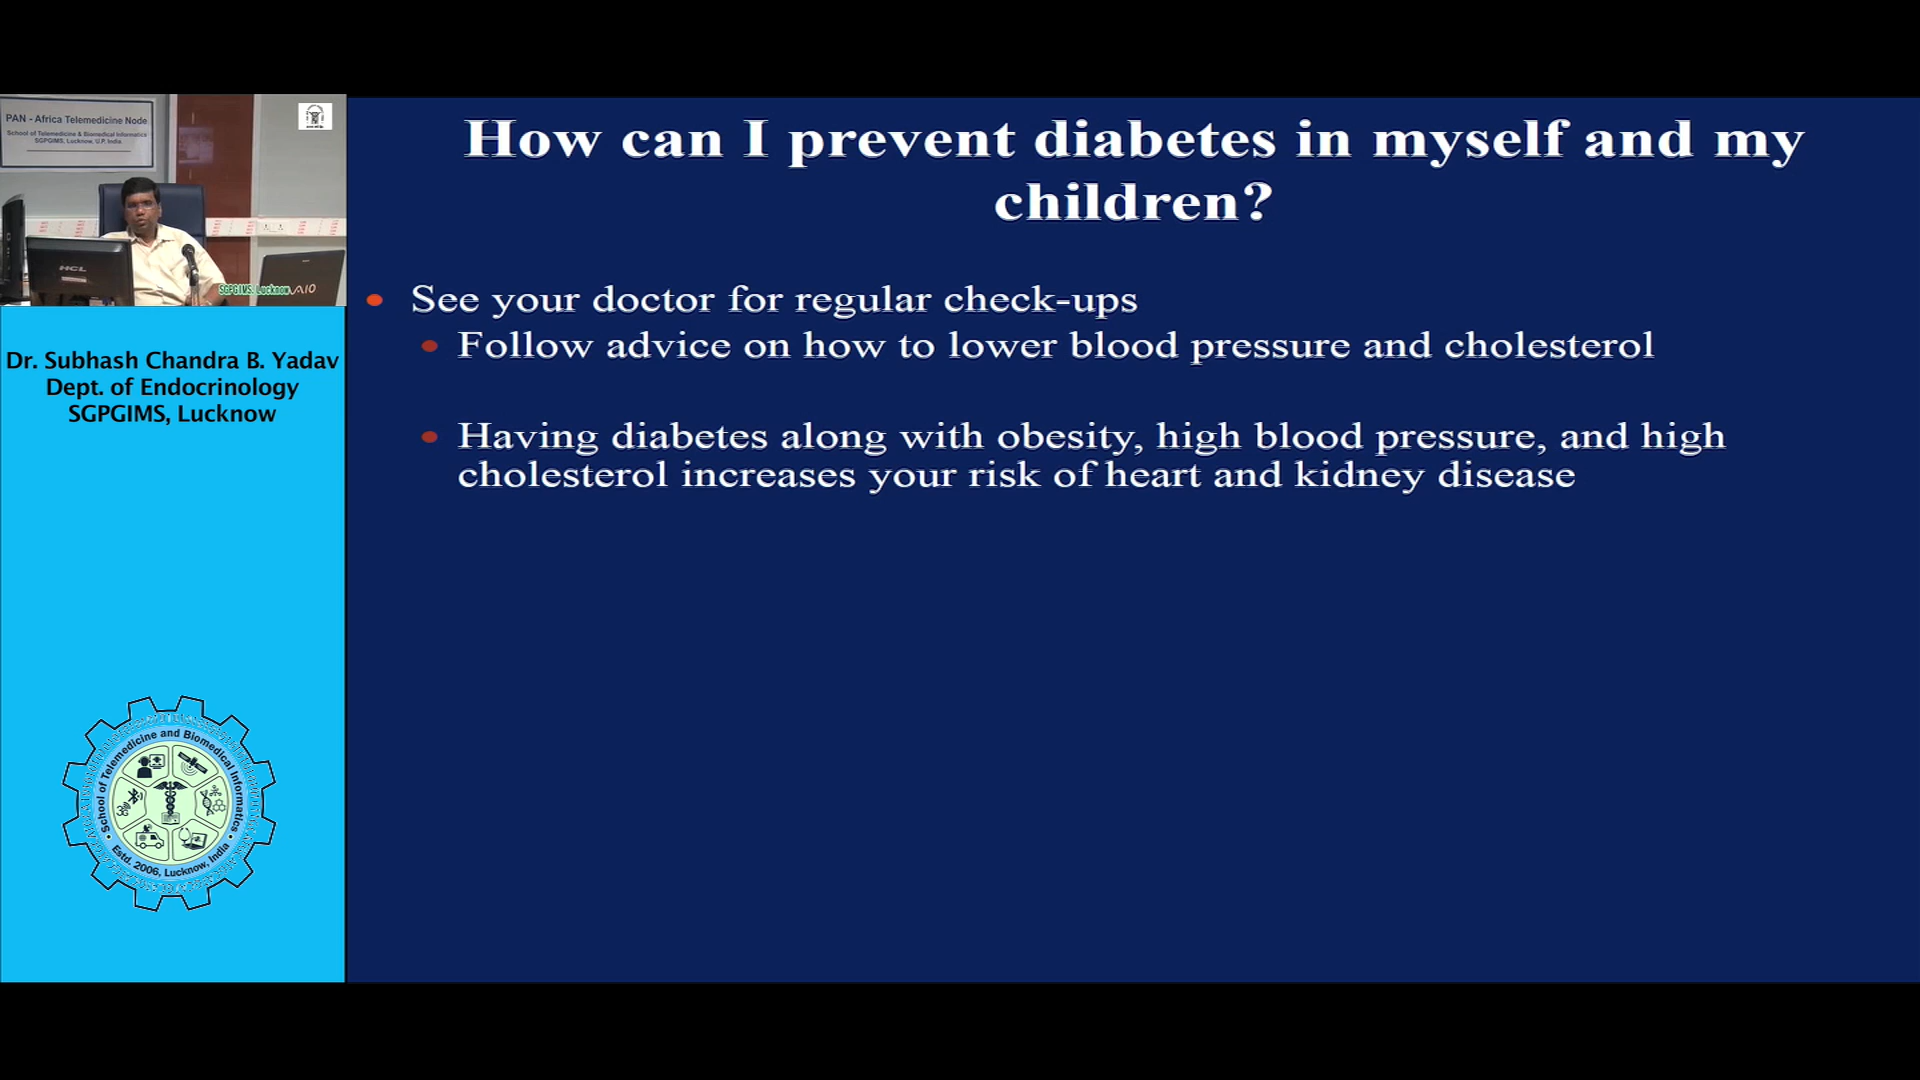 PAN - Africa Telemedicine Node
School of Telemedicine & Biomedical Informatics
SGPGIMS, Lucknow, U.P. India
HCL
SGPGIMS, Lucknow
VAIO
Dr. Subhash Chandra B. Yadav
Dept. of Endocrinology
SGPGIMS, Lucknow
School of Telemedicine and Biomedical Informatics
Estd. 2006, Lucknow, India
3G
How can I prevent diabetes in myself and my
children?
• See your doctor for regular check-ups
• Follow advice on how to lower blood pressure and cholesterol
• Having diabetes along with obesity, high blood pressure, and high
cholesterol increases your risk of heart and kidney disease